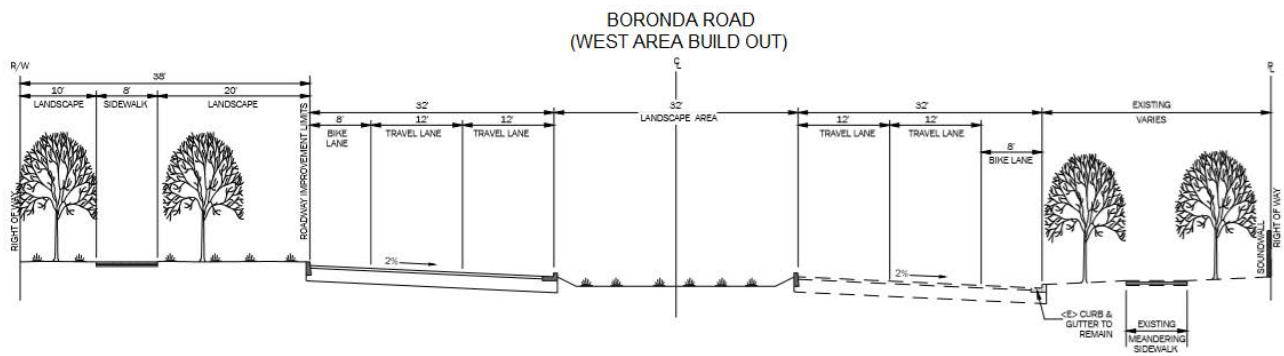 BORONDA ROAD
(WEST AREA BUILD OUT)
R/W
38'
10'
LANDSCAPE
8'
SIDEWALK
20'
LANDSCAPE
RIGHT OF WAY
ROADWAY IMPROVEMENT LIMITS
32'
8'
BIKE
LANE
12'
TRAVEL LANE
12'
TRAVEL LANE
2%
32'
LANDSCAPE AREA
32'
12'
TRAVEL LANE
12'
TRAVEL LANE
8'
BIKE LANE
2%
<E> CURB &
GUTTER TO
REMAIN
EXISTING
VARIES
EXISTING
MEANDERING
SIDEWALK
SOUNDWALL
RIGHT OF WAY